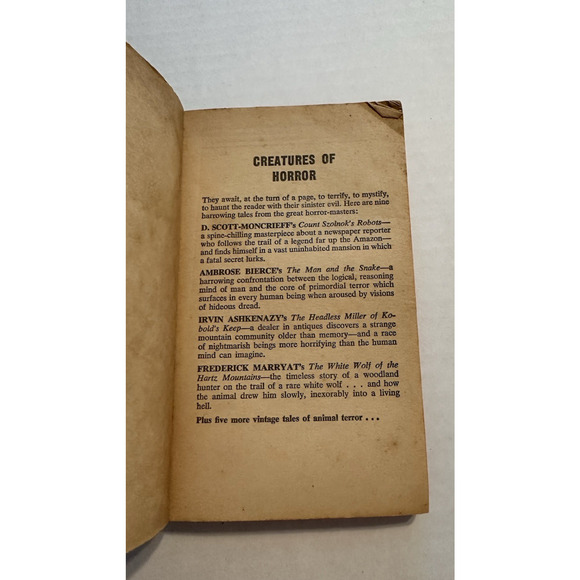 CREATURES OF
HORROR
They await, at the turn of a page, to terrify, to mystify,
to haunt the reader with their sinister evil. Here are nine
harrowing tales from the great horror-masters:
D. SCOTT-MONCRIEFF's Count Szolnok's Robots—
a spine-chilling masterpiece about a newspaper reporter
who follows the trail of a legend far up the Amazon—
and finds himself in a vast uninhabited mansion in which
a fatal secret lurks.
AMBROSE BIERCE's The Man and the Snake—a
harrowing confrontation between the logical, reasoning
mind of man and the core of primordial terror which
surfaces in every human being when aroused by visions
of hideous dread.
IRVIN ASHKENAZY's The Headless Miller of Ko-
bold's Keep—a dealer in antiques discovers a strange
mountain community older than memory—and a race
of nightmarish beings more horrifying than the human
mind can imagine.
FREDERICK MARRYAT's The White Wolf of the
Hartz Mountains—the timeless story of a woodland
hunter on the trail of a rare white wolf . . . and how
the animal drew him slowly, inexorably into a living
hell.
Plus five more vintage tales of animal terror . . .